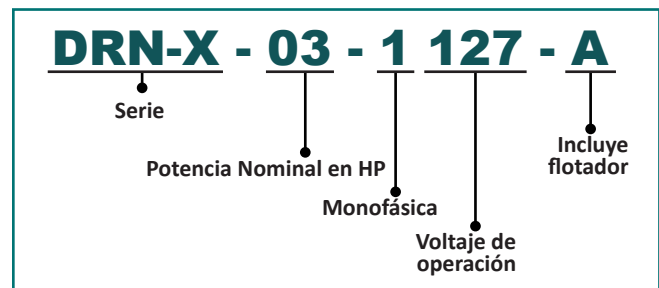 DRN-X - 03 - 1 127 - A
Serie
Potencia Nominal en HP
Monofásica
Voltaje de
operación
Incluye
flotador